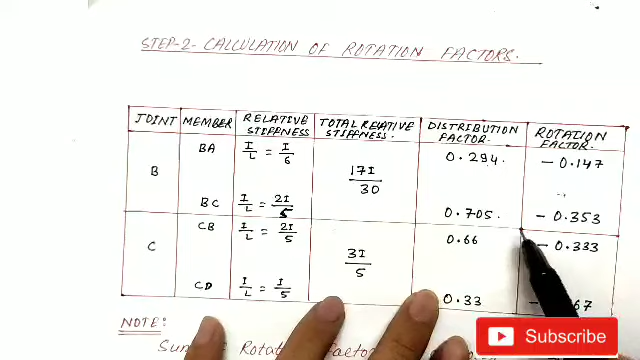 STEP-2- CALCULATION OF ROTATION FACTORS.
JOINT MEMBER RELATIVE STIFFNESS TOTAL RELATIVE STIFFNESS. DISTRIBUTION FACTOR ROTATION FACTOR.
BA I/L = I/6 0.294. - 0.147
B 17I/30
BC I/L = 2I/5 0.705. - 0.353
CB I/L = 2I/5 0.66 - 0.333
C 3I/5
CD I/L = I/5 0.33
NOTE:
Rotation
SUBSCRIBE